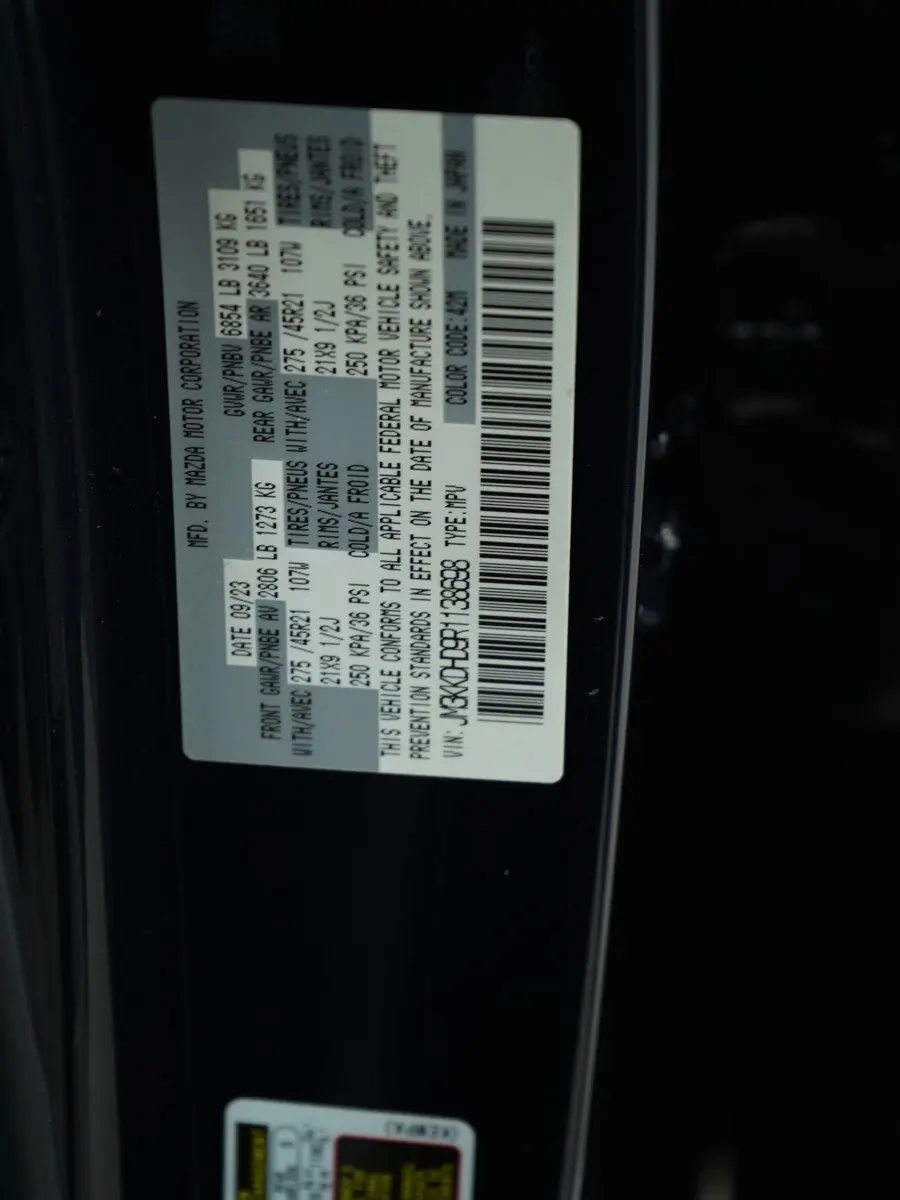 MFD. BY MAZDA MOTOR CORPORATION
DATE 09/23 GVWR/PNBV 6854 LB 3109 KG
FRONT GAWR/PNBE AV 2806 LB 1273 KG REAR GAWR/PNBE AR 3640 LB 1651 KG
WITH/AVEC 275 /45R21 107W TIRES/PNEUS WITH/AVEC 275 /45R21 107W TIRES/PNEUS
21X9 1/2J RIMS/JANTES 21X9 1/2J RIMS/JANTES
250 KPA/36 PSI COLD/A FROID 250 KPA/36 PSI COLD/A FROID
THIS VEHICLE CONFORMS TO ALL APPLICABLE FEDERAL MOTOR VEHICLE SAFETY AND THEFT
PREVENTION STANDARDS IN EFFECT ON THE DATE OF MANUFACTURE SHOWN ABOVE.
VIN: JM3KKDHD9R1138698 TYPE:MPV COLOR CODE:42M MADE IN JAPAN